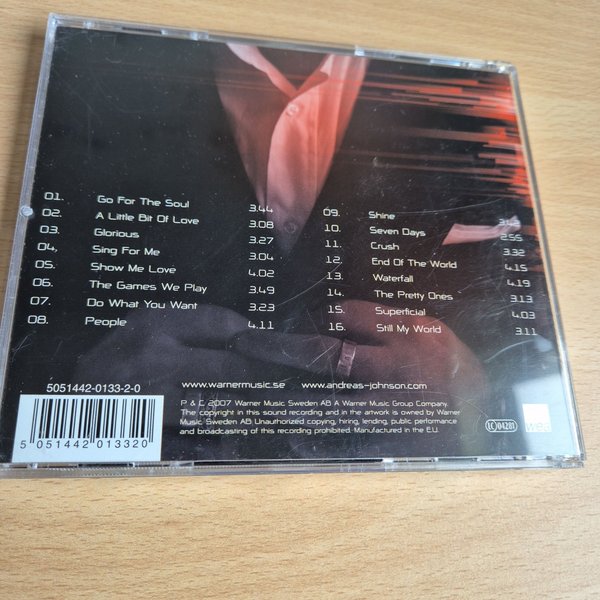 01. Go For The Soul 3.44
02. A Little Bit Of Love 3.08
03. Glorious 3.27
04. Sing For Me 3.04
05. Show Me Love 4.02
06. The Games We Play 3.49
07. Do What You Want 3.23
08. People 4.11
09. Shine
10. Seven Days 2.55
11. Crush 3.32
12. End Of The World 4.15
13. Waterfall 4.19
14. The Pretty Ones 3.13
15. Superficial 4.03
16. Still My World 3.11
5051442-0133-2-0
5 051442 013320
www.warnermusic.se www.andreas-johnson.com
P & C 2007 Warner Music Sweden AB A Warner Music Group Company.
The copyright in this sound recording and in the artwork is owned by Warner
Music Sweden AB Unauthorized copying, hiring, lending, public performance
and broadcasting of this recording prohibited. Manufactured in the E.U.
LC 04281